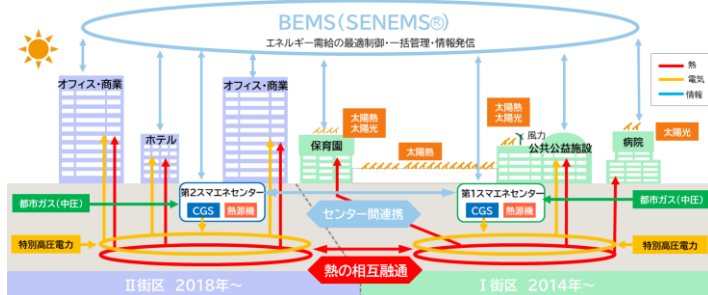 BEMS(SENEMS®)
エネルギー需給の最適制御・一括管理・情報発信
熱
電気
情報
オフィス・商業
ホテル
オフィス・商業
太陽熱
太陽光
保育園
太陽熱
太陽熱
太陽光
風力
公共公益施設
病院
太陽光
都市ガス(中圧)
第2スマエネセンター
CGS
熱源機
センター間連携
第1スマエネセンター
CGS
熱源機
都市ガス(中圧)
特別高圧電力
熱の相互融通
特別高圧電力
Ⅱ街区 2018年~
Ⅰ街区 2014年~